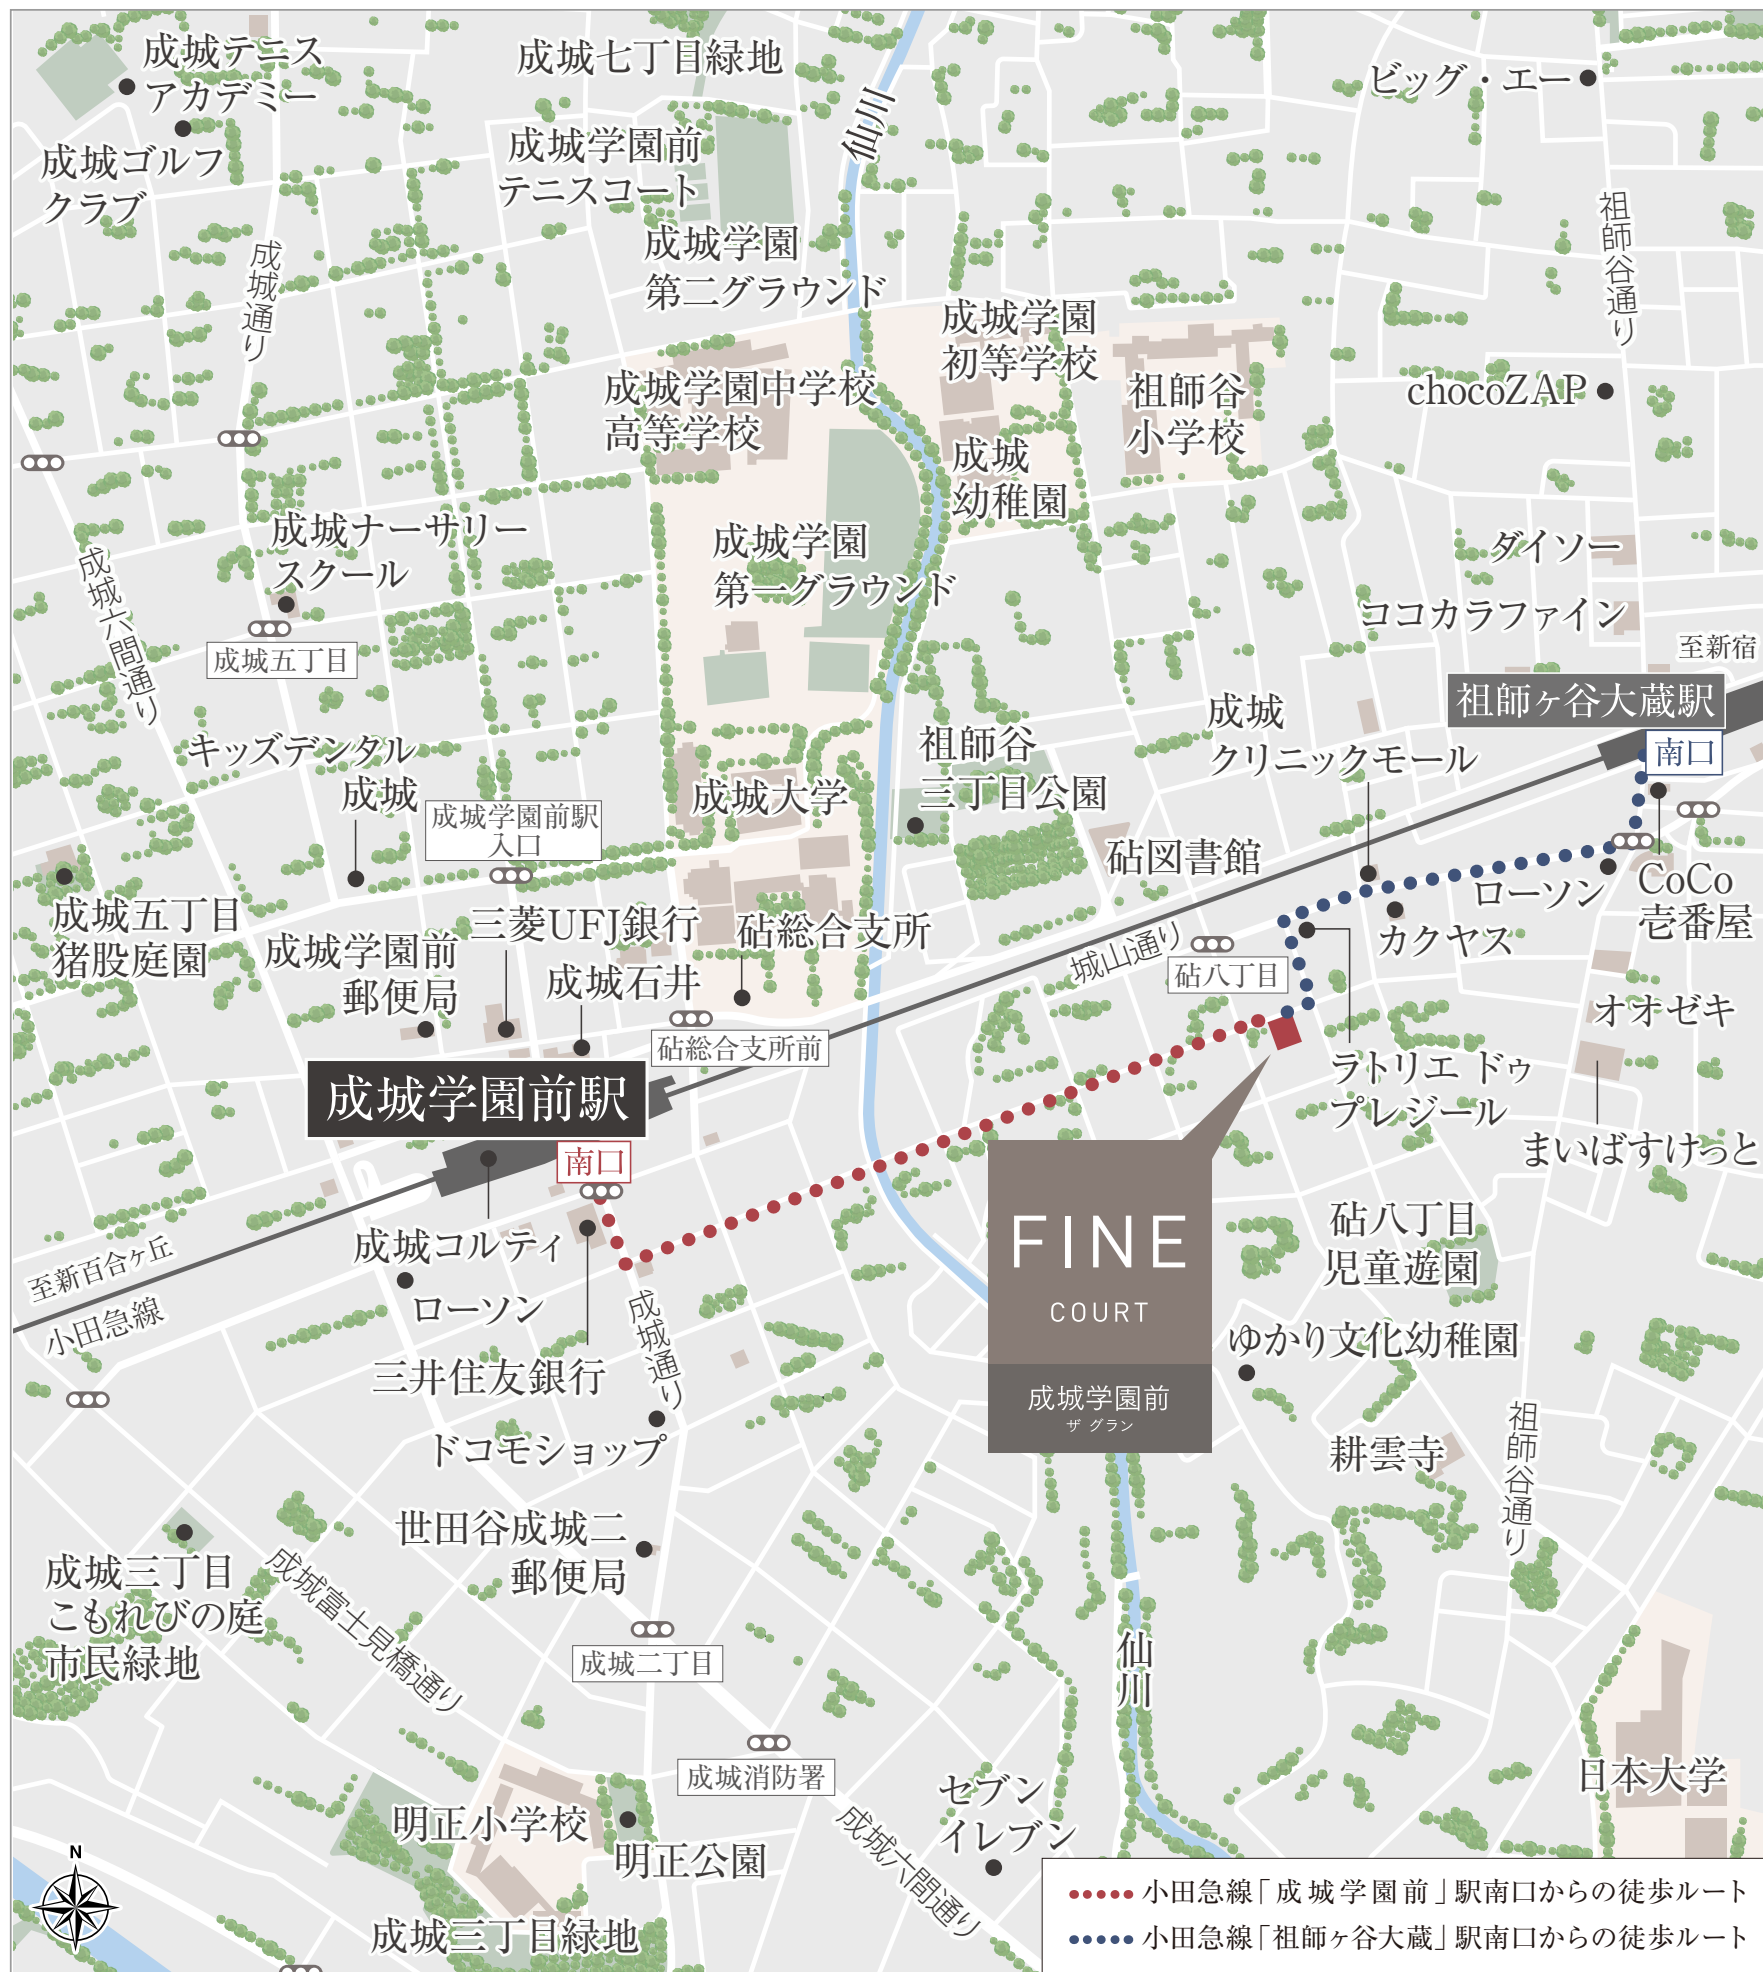 成城テニス
アカデミー
成城七丁目緑地
ビッグ・エー
仙川
成城ゴルフ
クラブ
成城学園前
テニスコート
祖師谷通り
成城通り
成城学園
第二グラウンド
成城学園
初等学校
成城学園中学校
高等学校
祖師谷
小学校
chocoZAP
成城
幼稚園
成城ナーサリー
スクール
成城学園
第一グラウンド
ダイソー
成城六間通り
ココカラファイン
成城五丁目
至新宿
祖師ヶ谷大蔵駅
南口
成城
クリニックモール
祖師谷
三丁目公園
キッズデンタル
成城
成城学園前駅
入口
成城大学
砧図書館
ローソン
CoCo
壱番屋
成城五丁目
猪股庭園
成城学園前
郵便局
三菱UFJ銀行
成城石井
砧総合支所
城山通り
砧八丁目
カクヤス
オオゼキ
砧総合支所前
成城学園前駅
南口
ラトリエ ドゥ
プレジール
まいばすけっと
FINE
COURT
成城学園前
ザ グラン
砧八丁目
児童遊園
成城コルティ
至新百合ヶ丘
小田急線
ローソン
成城通り
三井住友銀行
ゆかり文化幼稚園
ドコモショップ
耕雲寺
祖師谷通り
世田谷成城二
郵便局
成城三丁目
こもれびの庭
市民緑地
成城富士見橋通り
成城二丁目
仙川
成城消防署
日本大学
セブン
イレブン
明正小学校
明正公園
成城六間通り
成城三丁目緑地
N
小田急線「成城学園前」駅南口からの徒歩ルート
小田急線「祖師ヶ谷大蔵」駅南口からの徒歩ルート